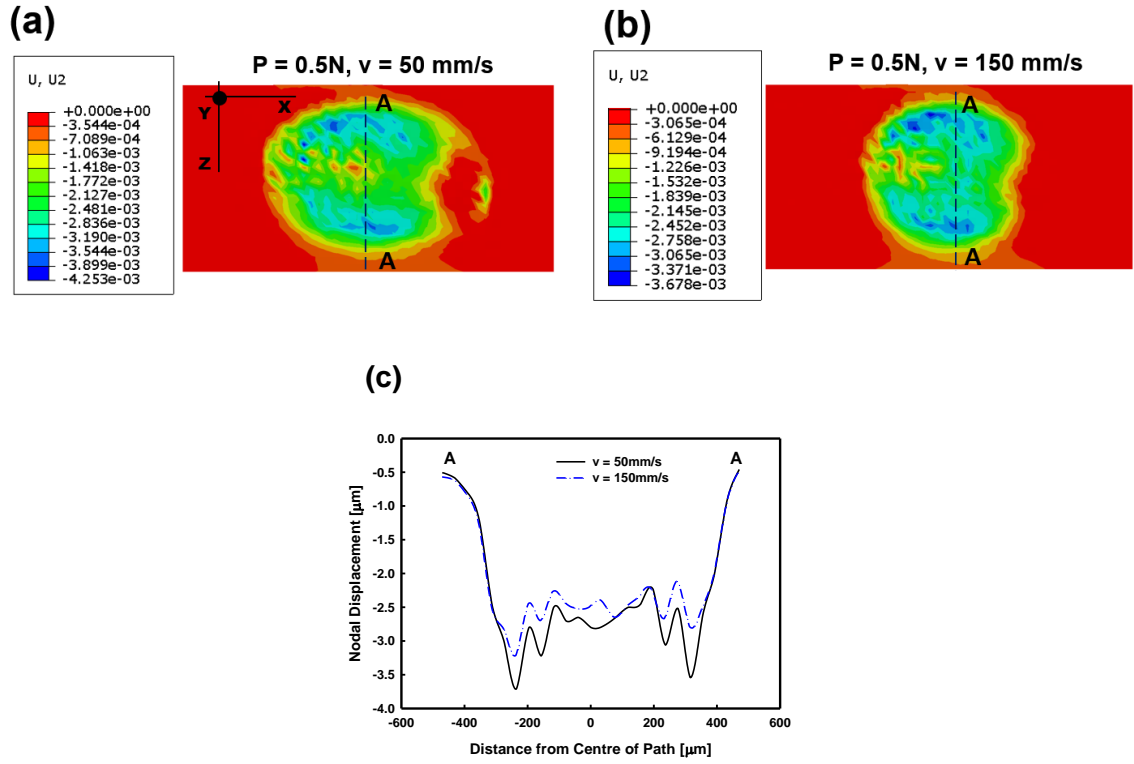 (a)
P = 0.5N, v = 50 mm/s
U, U2
+0.000e+00
-3.544e-04
-7.089e-04
-1.063e-03
-1.418e-03
-1.772e-03
-2.127e-03
-2.481e-03
-2.836e-03
-3.190e-03
-3.544e-03
-3.899e-03
-4.253e-03
Y
X
Z
A
A
(b)
P = 0.5N, v = 150 mm/s
U, U2
+0.000e+00
-3.065e-04
-6.129e-04
-9.194e-04
-1.226e-03
-1.532e-03
-1.839e-03
-2.145e-03
-2.452e-03
-2.758e-03
-3.065e-03
-3.371e-03
-3.678e-03
A
A
(c)
A
A
v = 50mm/s
v = 150mm/s
Nodal Displacement [µm]
0.0
-0.5
-1.0
-1.5
-2.0
-2.5
-3.0
-3.5
-4.0
-600 -400 -200 0 200 400 600
Distance from Centre of Path [µm]